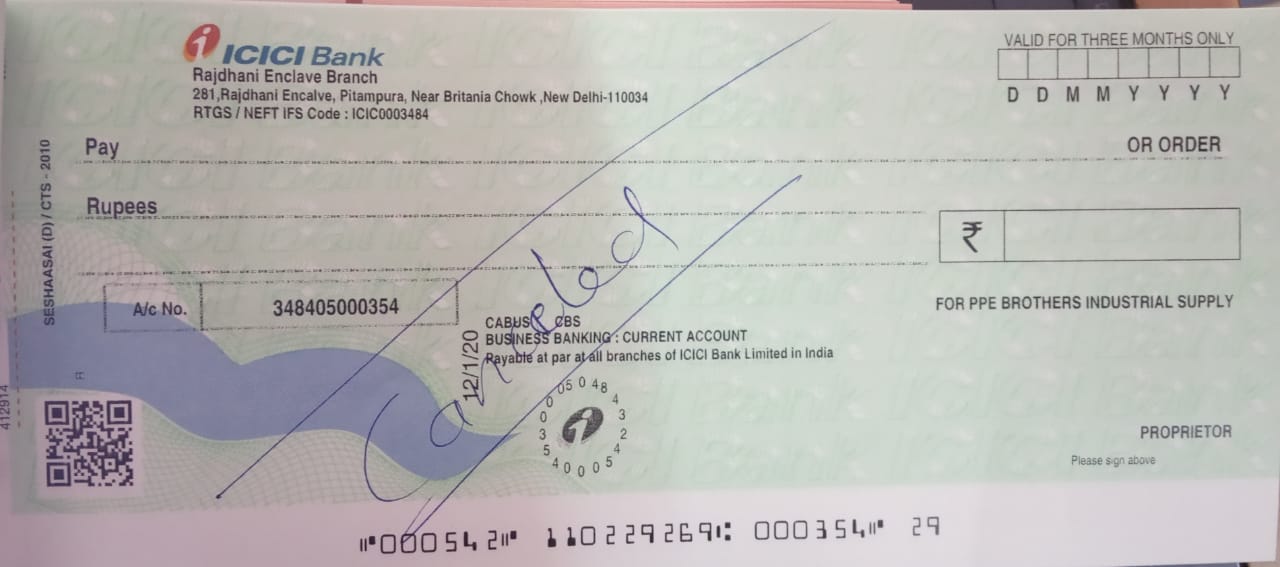 ICICI Bank
Rajdhani Enclave Branch
281,Rajdhani Encalve, Pitampura, Near Britania Chowk ,New Delhi-110034
RTGS / NEFT IFS Code : ICIC0003484
VALID FOR THREE MONTHS ONLY
D D M M Y Y Y Y
Pay
OR ORDER
Rupees
₹
A/c No. 348405000354
FOR PPE BROTHERS INDUSTRIAL SUPPLY
CABUS CBS
BUSINESS BANKING : CURRENT ACCOUNT
Payable at par at all branches of ICICI Bank Limited in India
12/1/20
Cancelled
PROPRIETOR
Please sign above
SESHAASAI (D) / CTS - 2010
412914
⑈000542⑈ 110229269⑆ 000354⑈ 29